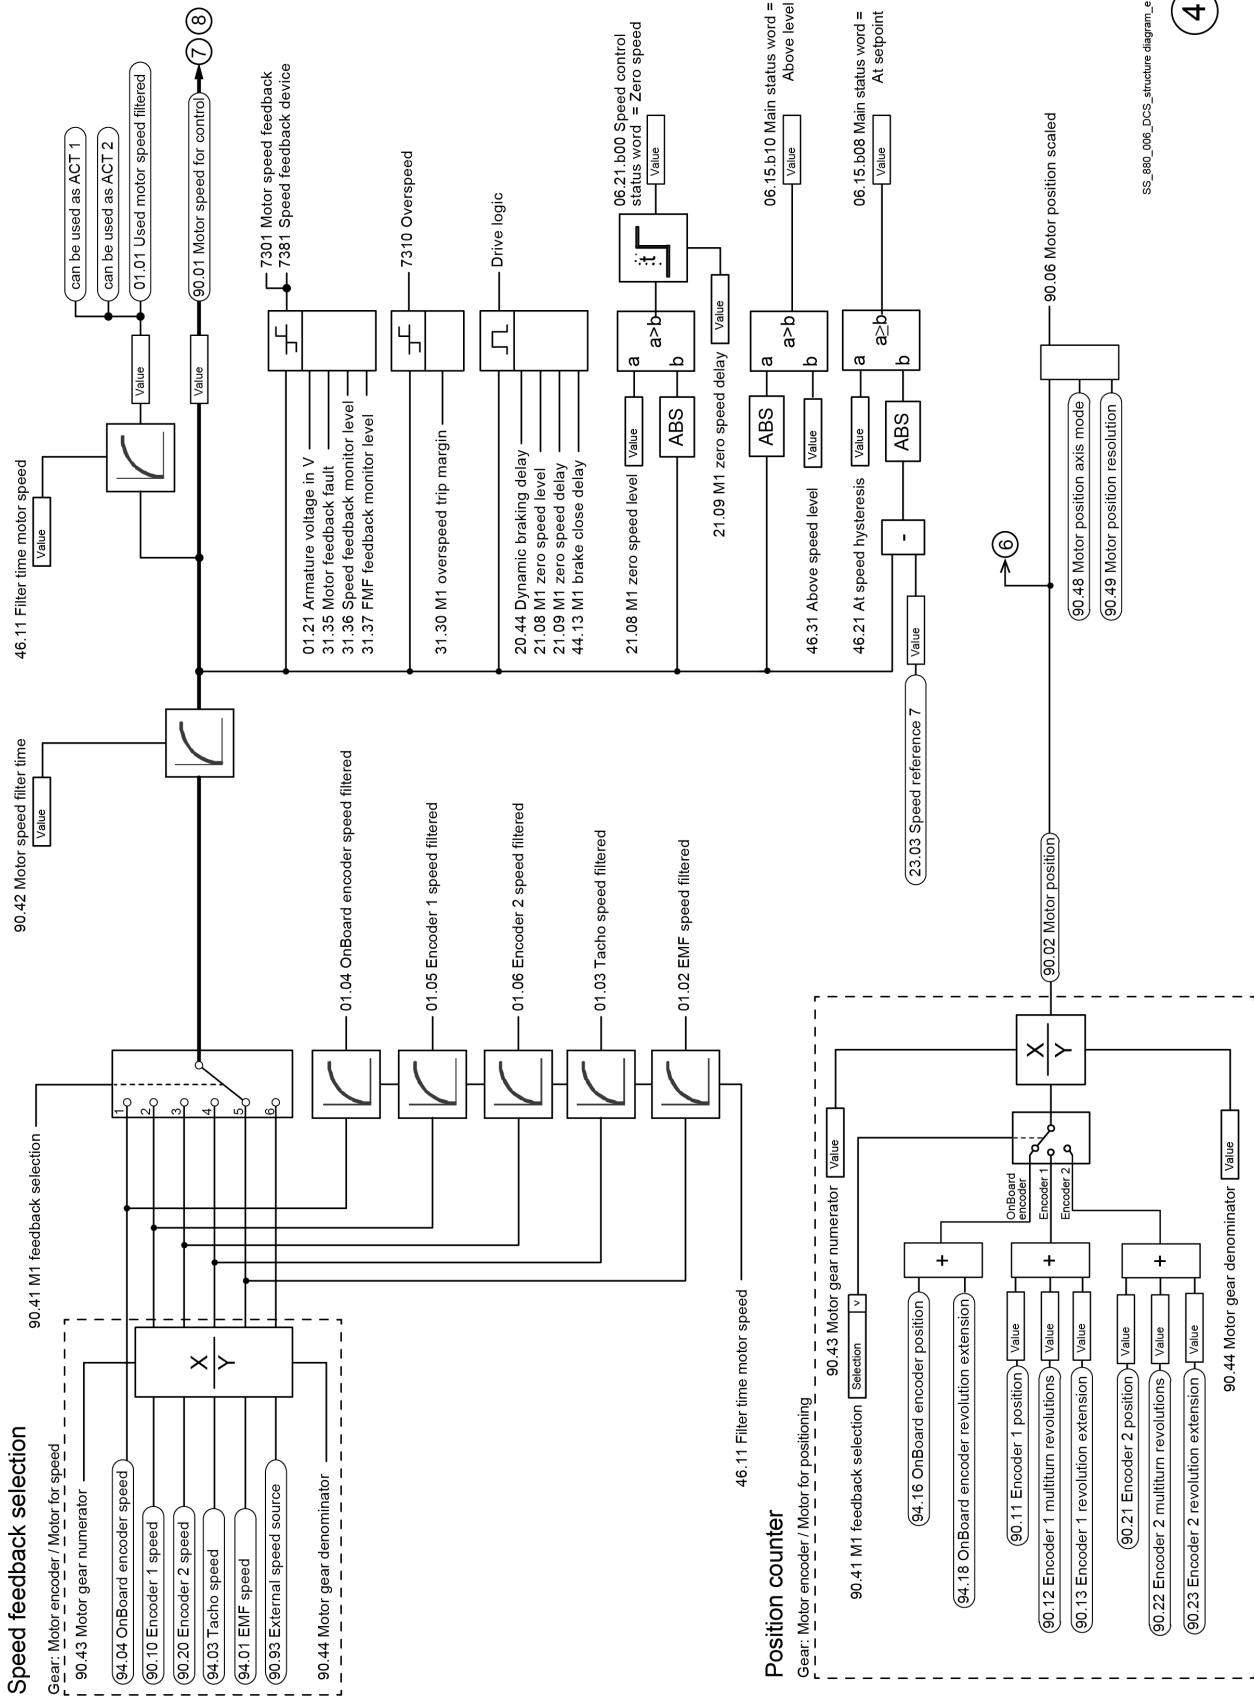 Speed feedback selection
Gear: Motor encoder / Motor for speed
90.43 Motor gear numerator
94.04 OnBoard encoder speed
90.10 Encoder 1 speed
90.20 Encoder 2 speed
94.03 Tacho speed
94.01 EMF speed
90.93 External speed source
90.44 Motor gear denominator
X
Y
90.41 M1 feedback selection
1
2
3
4
5
6
01.04 OnBoard encoder speed filtered
01.05 Encoder 1 speed filtered
01.06 Encoder 2 speed filtered
01.03 Tacho speed filtered
01.02 EMF speed filtered
46.11 Filter time motor speed
90.42 Motor speed filter time
Value
46.11 Filter time motor speed
Value
Value
can be used as ACT 1
can be used as ACT 2
01.01 Used motor speed filtered
Value
90.01 Motor speed for control
7
8
01.21 Armature voltage in V
31.35 Motor feedback fault
31.36 Speed feedback monitor level
31.37 FMF feedback monitor level
7301 Motor speed feedback
7381 Speed feedback device
31.30 M1 overspeed trip margin
7310 Overspeed
20.44 Dynamic braking delay
21.08 M1 zero speed level
21.09 M1 zero speed delay
44.13 M1 brake close delay
Drive logic
21.08 M1 zero speed level
Value
ABS
a
a>b
b
t
21.09 M1 zero speed delay
Value
06.21.b00 Speed control
status word = Zero speed
Value
ABS
46.31 Above speed level
Value
a
a>b
b
06.15.b10 Main status word =
Above level
Value
46.21 At speed hysteresis
Value
ABS
a
a>b
b
06.15.b08 Main status word =
At setpoint
Value
-
23.03 Speed reference 7
Value
Position counter
Gear: Motor encoder / Motor for positioning
90.43 Motor gear numerator
Value
90.41 M1 feedback selection
Selection
v
94.16 OnBoard encoder position
94.18 OnBoard encoder revolution extension
+
90.11 Encoder 1 position
Value
90.12 Encoder 1 multiturn revolutions
Value
90.13 Encoder 1 revolution extension
Value
+
90.21 Encoder 2 position
Value
90.22 Encoder 2 multiturn revolutions
Value
90.23 Encoder 2 revolution extension
Value
+
OnBoard
encoder
Encoder 1
Encoder 2
X
Y
90.44 Motor gear denominator
Value
90.02 Motor position
6
90.48 Motor position axis mode
90.49 Motor position resolution
90.06 Motor position scaled
SS_880_006_DCS_structure diagram_e
4